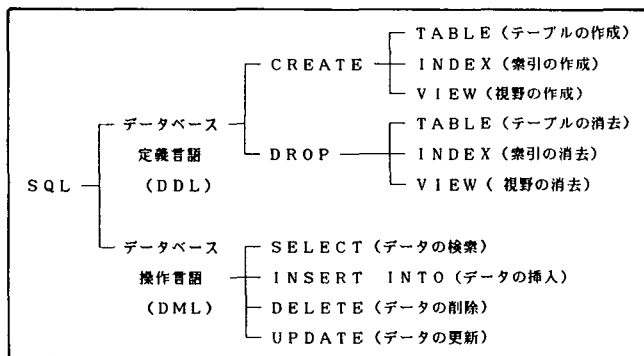 TABLE(テーブルの作成)
CREATE INDEX(索引の作成)
VIEW(視野の作成)
データベース TABLE(テーブルの消去)
定義言語 DROP INDEX(索引の消去)
SQL (DDL) VIEW( 視野の消去)
データベース SELECT(データの検索)
操作言語 INSERT INTO(データの挿入)
(DML) DELETE(データの削除)
UPDATE(データの更新)